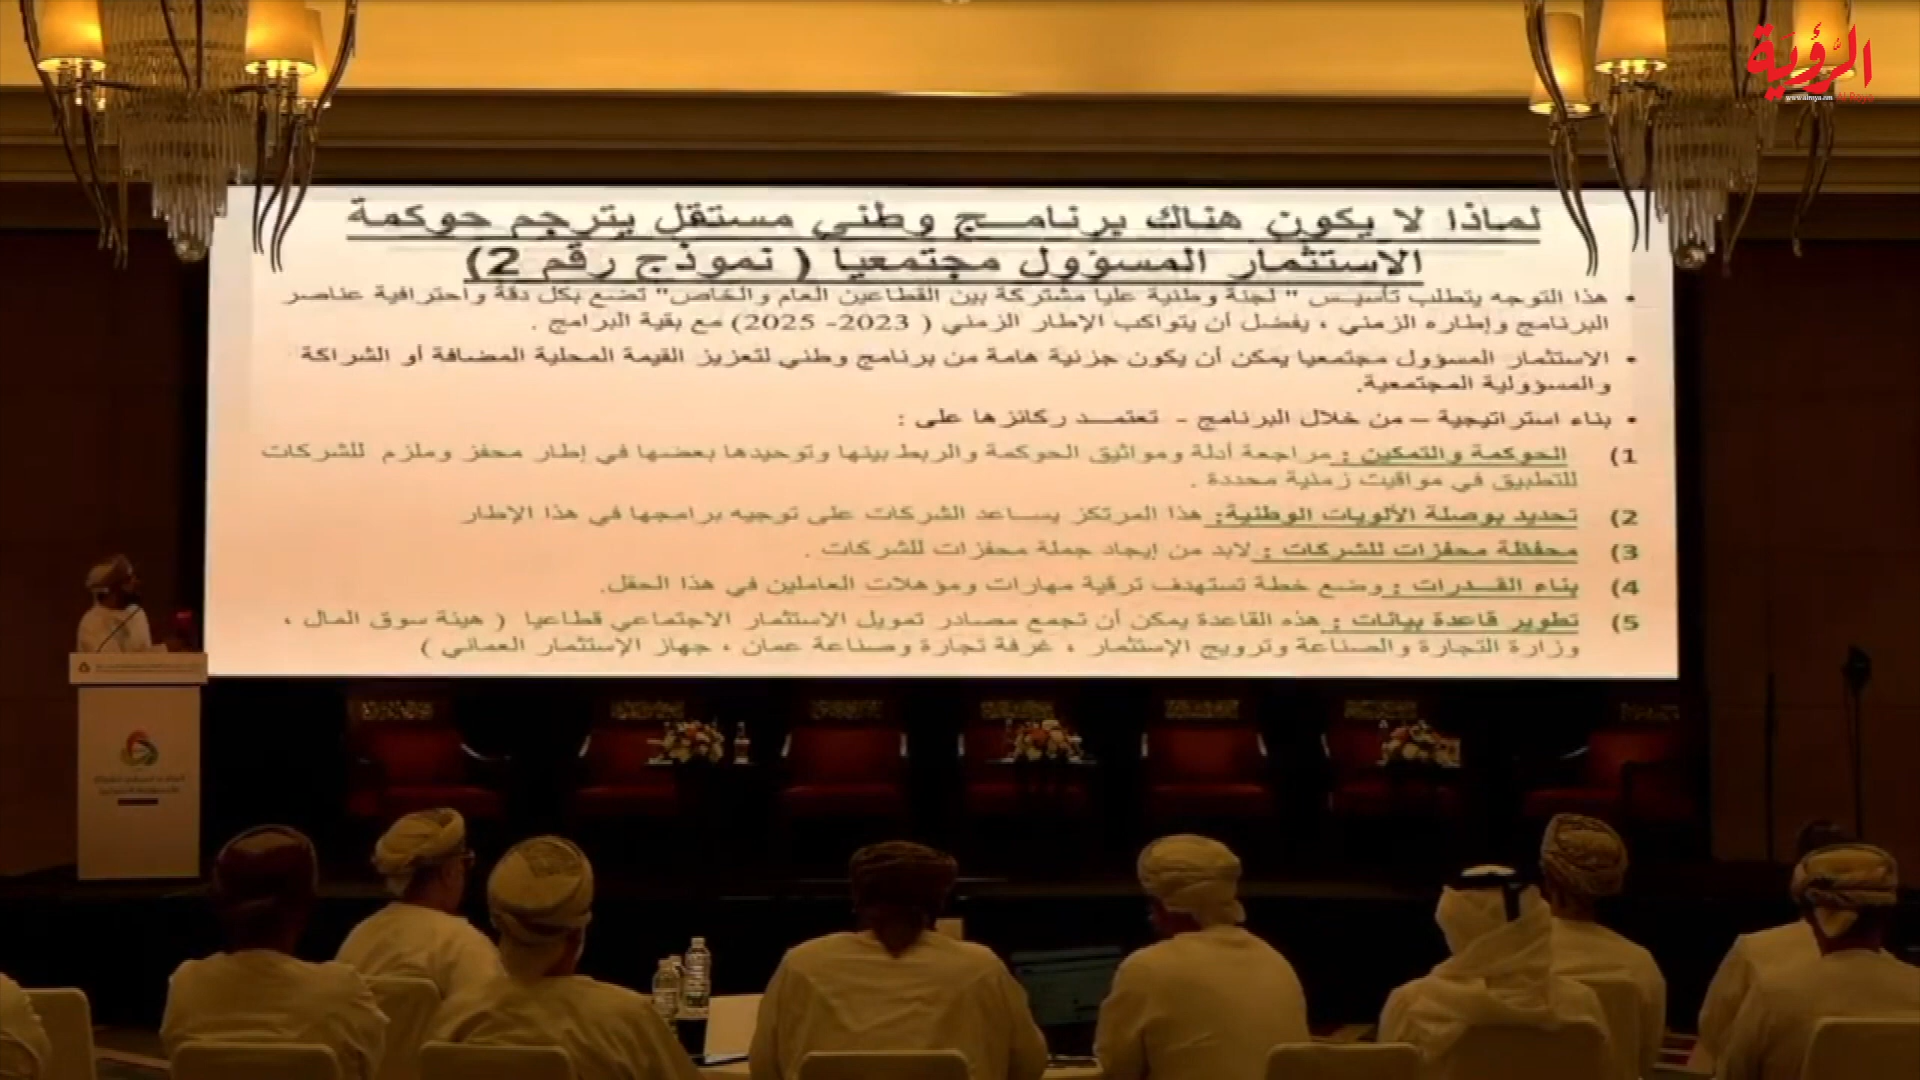 الرؤية
www.alroya.om
لماذا لا يكون هناك برنامج وطني مستقل يترجم حوكمة
الاستثمار المسؤول مجتمعيا ( نموذج رقم 2)
• هذا التوجه يتطلب تأسيس " لجنة وطنية عليا مشتركة بين القطاعين العام والخاص" تضع بكل دقة واحترافية عناصر
البرنامج وإطاره الزمني ، يفضل أن يتواكب الإطار الزمني ( 2023- 2025) مع بقية البرامج .
• الاستثمار المسؤول مجتمعيا يمكن أن يكون جزئية هامة من برنامج وطني لتعزيز القيمة المحلية المضافة أو الشراكة
والمسؤولية المجتمعية.
• بناء استراتيجية – من خلال البرنامج - تعتمد ركائزها على :
1) الحوكمة والتمكين : مراجعة أدلة ومواثيق الحوكمة والربط بينها وتوحيدها بعضها في إطار محفز وملزم للشركات
للتطبيق في مواقيت زمنية محددة .
2) تحديد بوصلة الألويات الوطنية: هذا المرتكز يساعد الشركات على توجيه برامجها في هذا الإطار
3) محفظة محفزات للشركات : لابد من إيجاد جملة محفزات للشركات .
4) بناء القدرات : وضع خطة تستهدف ترقية مهارات ومؤهلات العاملين في هذا الحقل.
5) تطوير قاعدة بيانات : هذه القاعدة يمكن أن تجمع مصادر تمويل الاستثمار الاجتماعي قطاعيا ( هيئة سوق المال ،
وزارة التجارة والصناعة وترويج الإستثمار ، غرفة تجارة وصناعة عمان ، جهاز الإستثمار العماني )